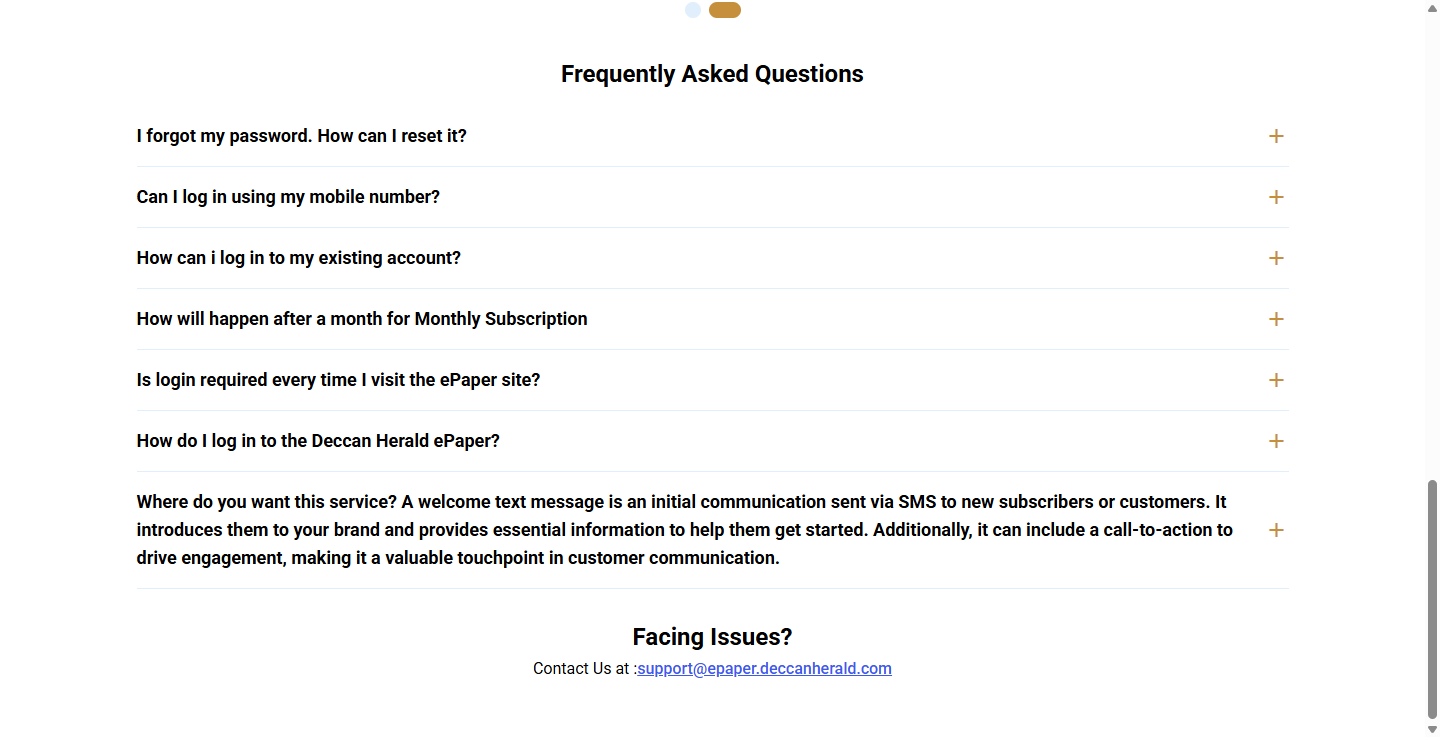 Frequently Asked Questions
I forgot my password. How can I reset it?
Can I log in using my mobile number?
How can i log in to my existing account?
How will happen after a month for Monthly Subscription
Is login required every time I visit the ePaper site?
How do I log in to the Deccan Herald ePaper?
Where do you want this service? A welcome text message is an initial communication sent via SMS to new subscribers or customers. It
introduces them to your brand and provides essential information to help them get started. Additionally, it can include a call-to-action to
drive engagement, making it a valuable touchpoint in customer communication.
Facing Issues?
Contact Us at :support@epaper.deccanherald.com